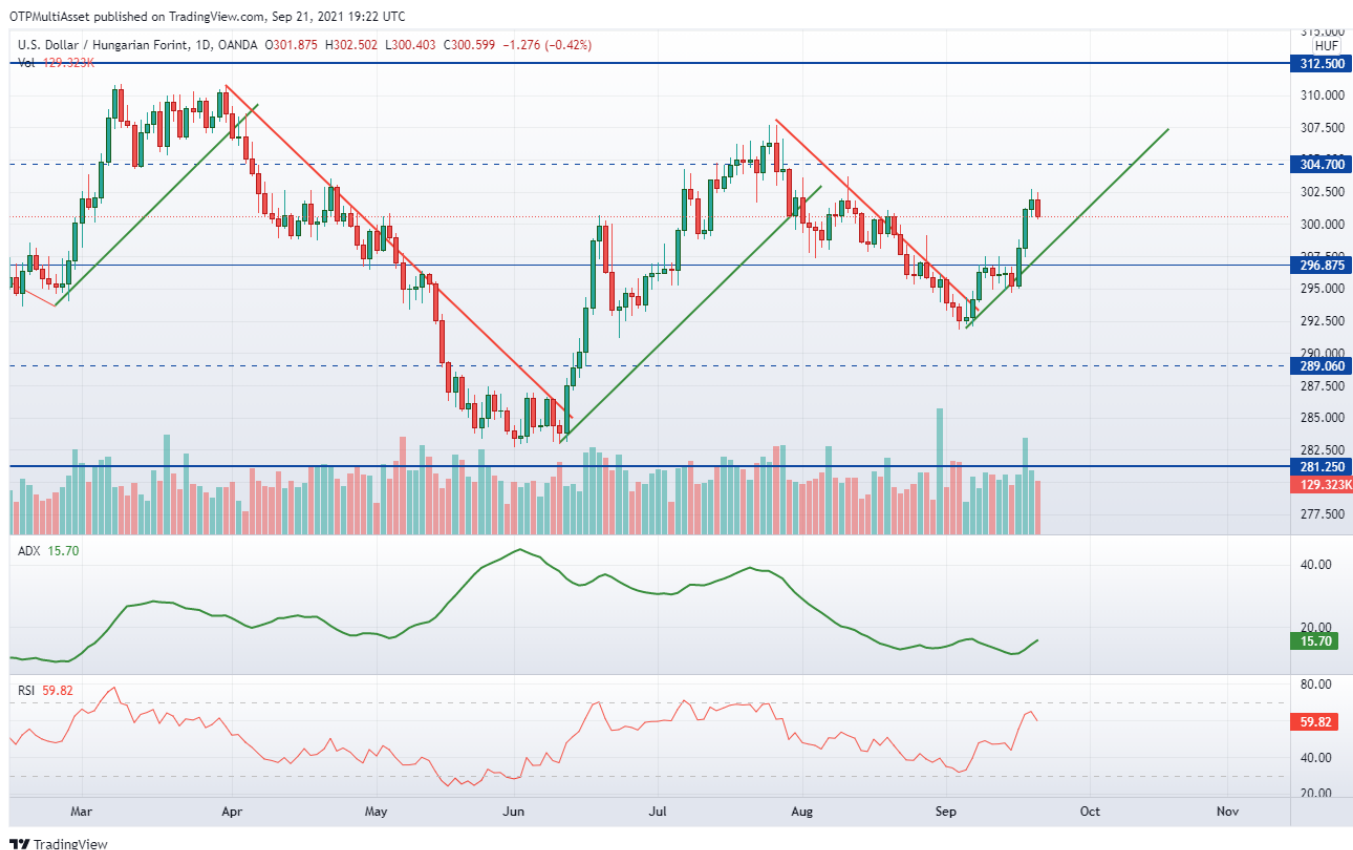 OTPMultiAsset published on TradingView.com, Sep 21, 2021 19:22 UTC
315.000
U.S. Dollar / Hungarian Forint, 1D, OANDA O301.875 H302.502 L300.403 C300.599 −1.276 (−0.42%)
HUF
Vol 129.323K
312.500
310.000
307.500
304.700
302.500
300.000
297.500
296.875
295.000
292.500
290.000
289.060
287.500
285.000
282.500
281.250
129.323K
277.500
ADX 15.70
40.00
20.00
15.70
RSI 59.82
80.00
59.82
40.00
20.00
Mar Apr May Jun Jul Aug Sep Oct Nov
TradingView